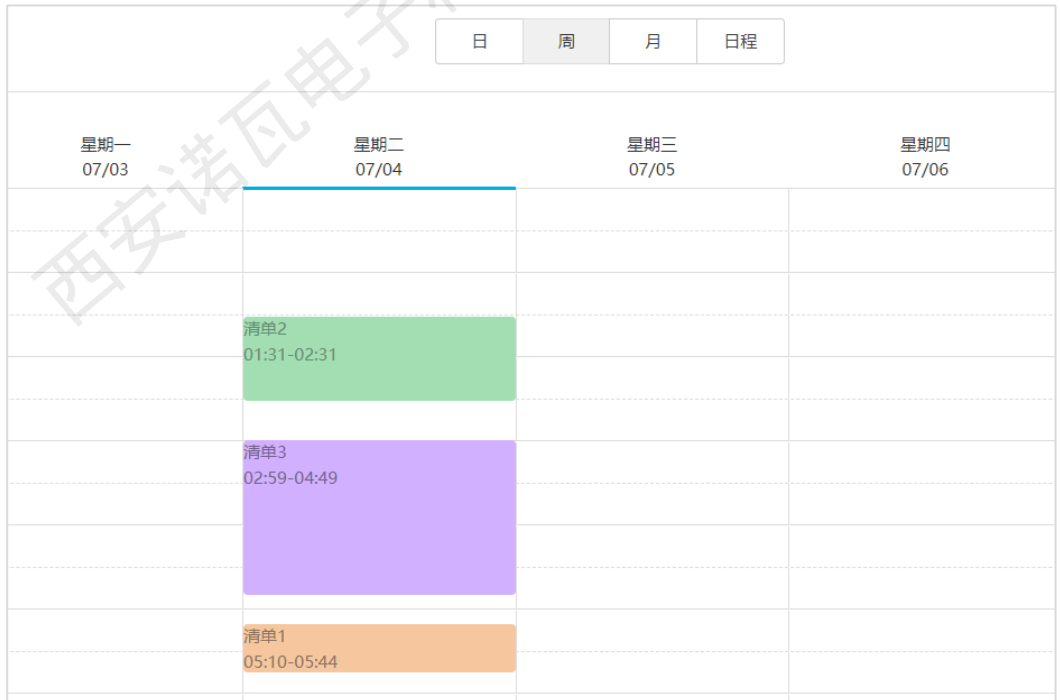 日 周 月 日程
星期一 星期二 星期三 星期四
07/03 07/04 07/05 07/06
清单2
01:31-02:31
清单3
02:59-04:49
清单1
05:10-05:44
西安诺瓦电子